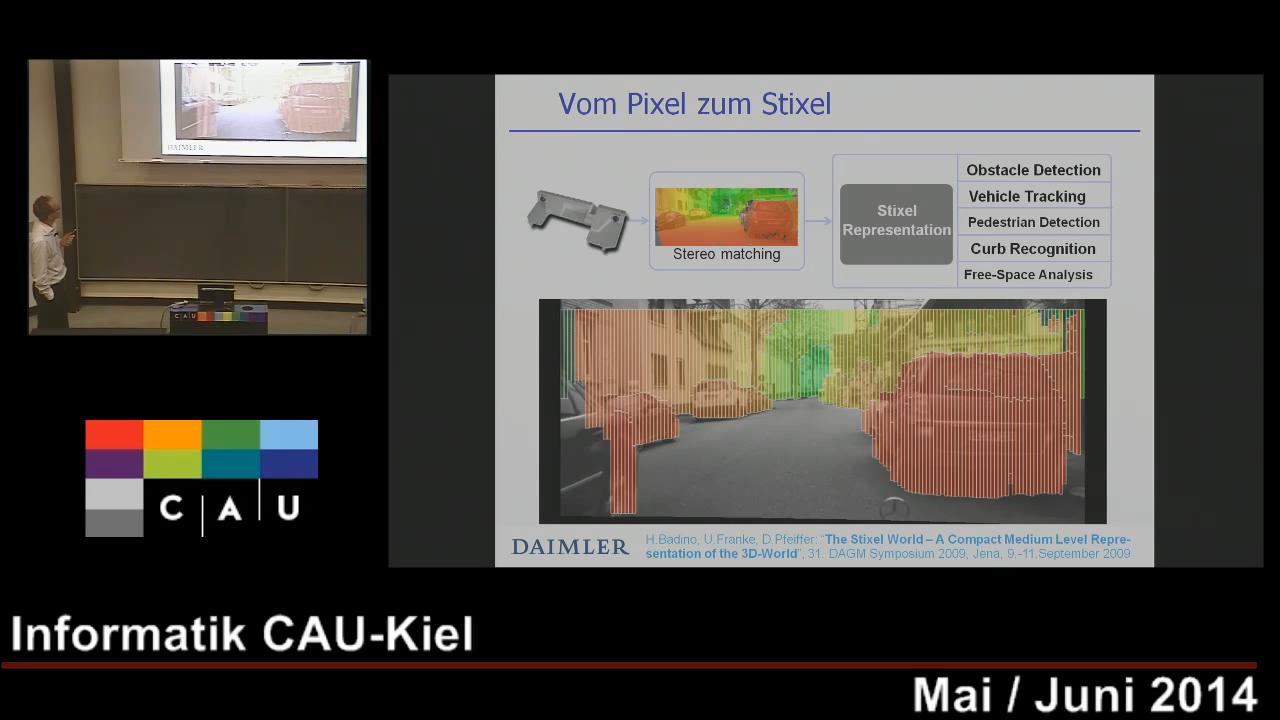 DAIMLER
CAU
C A U
Vom Pixel zum Stixel
Stereo matching
Stixel
Representation
Obstacle Detection
Vehicle Tracking
Pedestrian Detection
Curb Recognition
Free-Space Analysis
DAIMLER
H.Badino, U.Franke, D.Pfeiffer: “The Stixel World – A Compact Medium Level Repre-
sentation of the 3D-World”, 31. DAGM Symposium 2009, Jena, 9.-11.September 2009
Informatik CAU-Kiel
Mai / Juni 2014